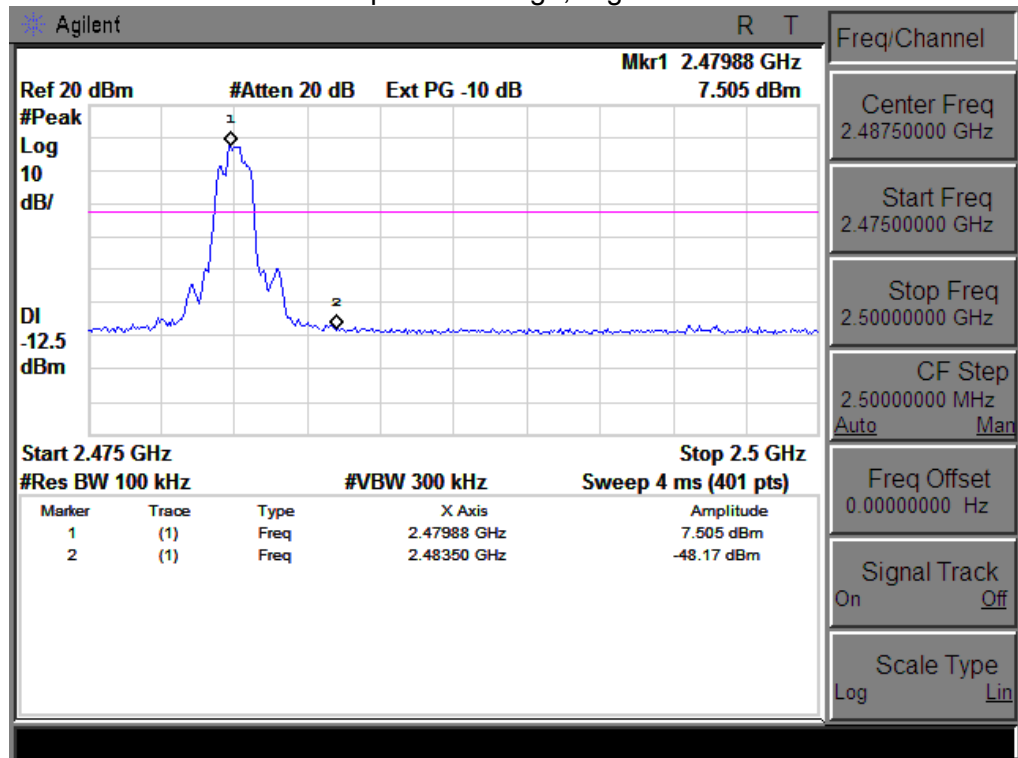 Agilent R T
Mkr1 2.47988 GHz
Ref 20 dBm #Atten 20 dB Ext PG -10 dB 7.505 dBm
#Peak
Log
10
dB/
1
2
DI
-12.5
dBm
Start 2.475 GHz Stop 2.5 GHz
#Res BW 100 kHz #VBW 300 kHz Sweep 4 ms (401 pts)
Marker Trace Type X Axis Amplitude
1 (1) Freq 2.47988 GHz 7.505 dBm
2 (1) Freq 2.48350 GHz -48.17 dBm
Freq/Channel
Center Freq
2.48750000 GHz
Start Freq
2.47500000 GHz
Stop Freq
2.50000000 GHz
CF Step
2.50000000 MHz
Auto Man
Freq Offset
0.00000000 Hz
Signal Track
On Off
Scale Type
Log Lin